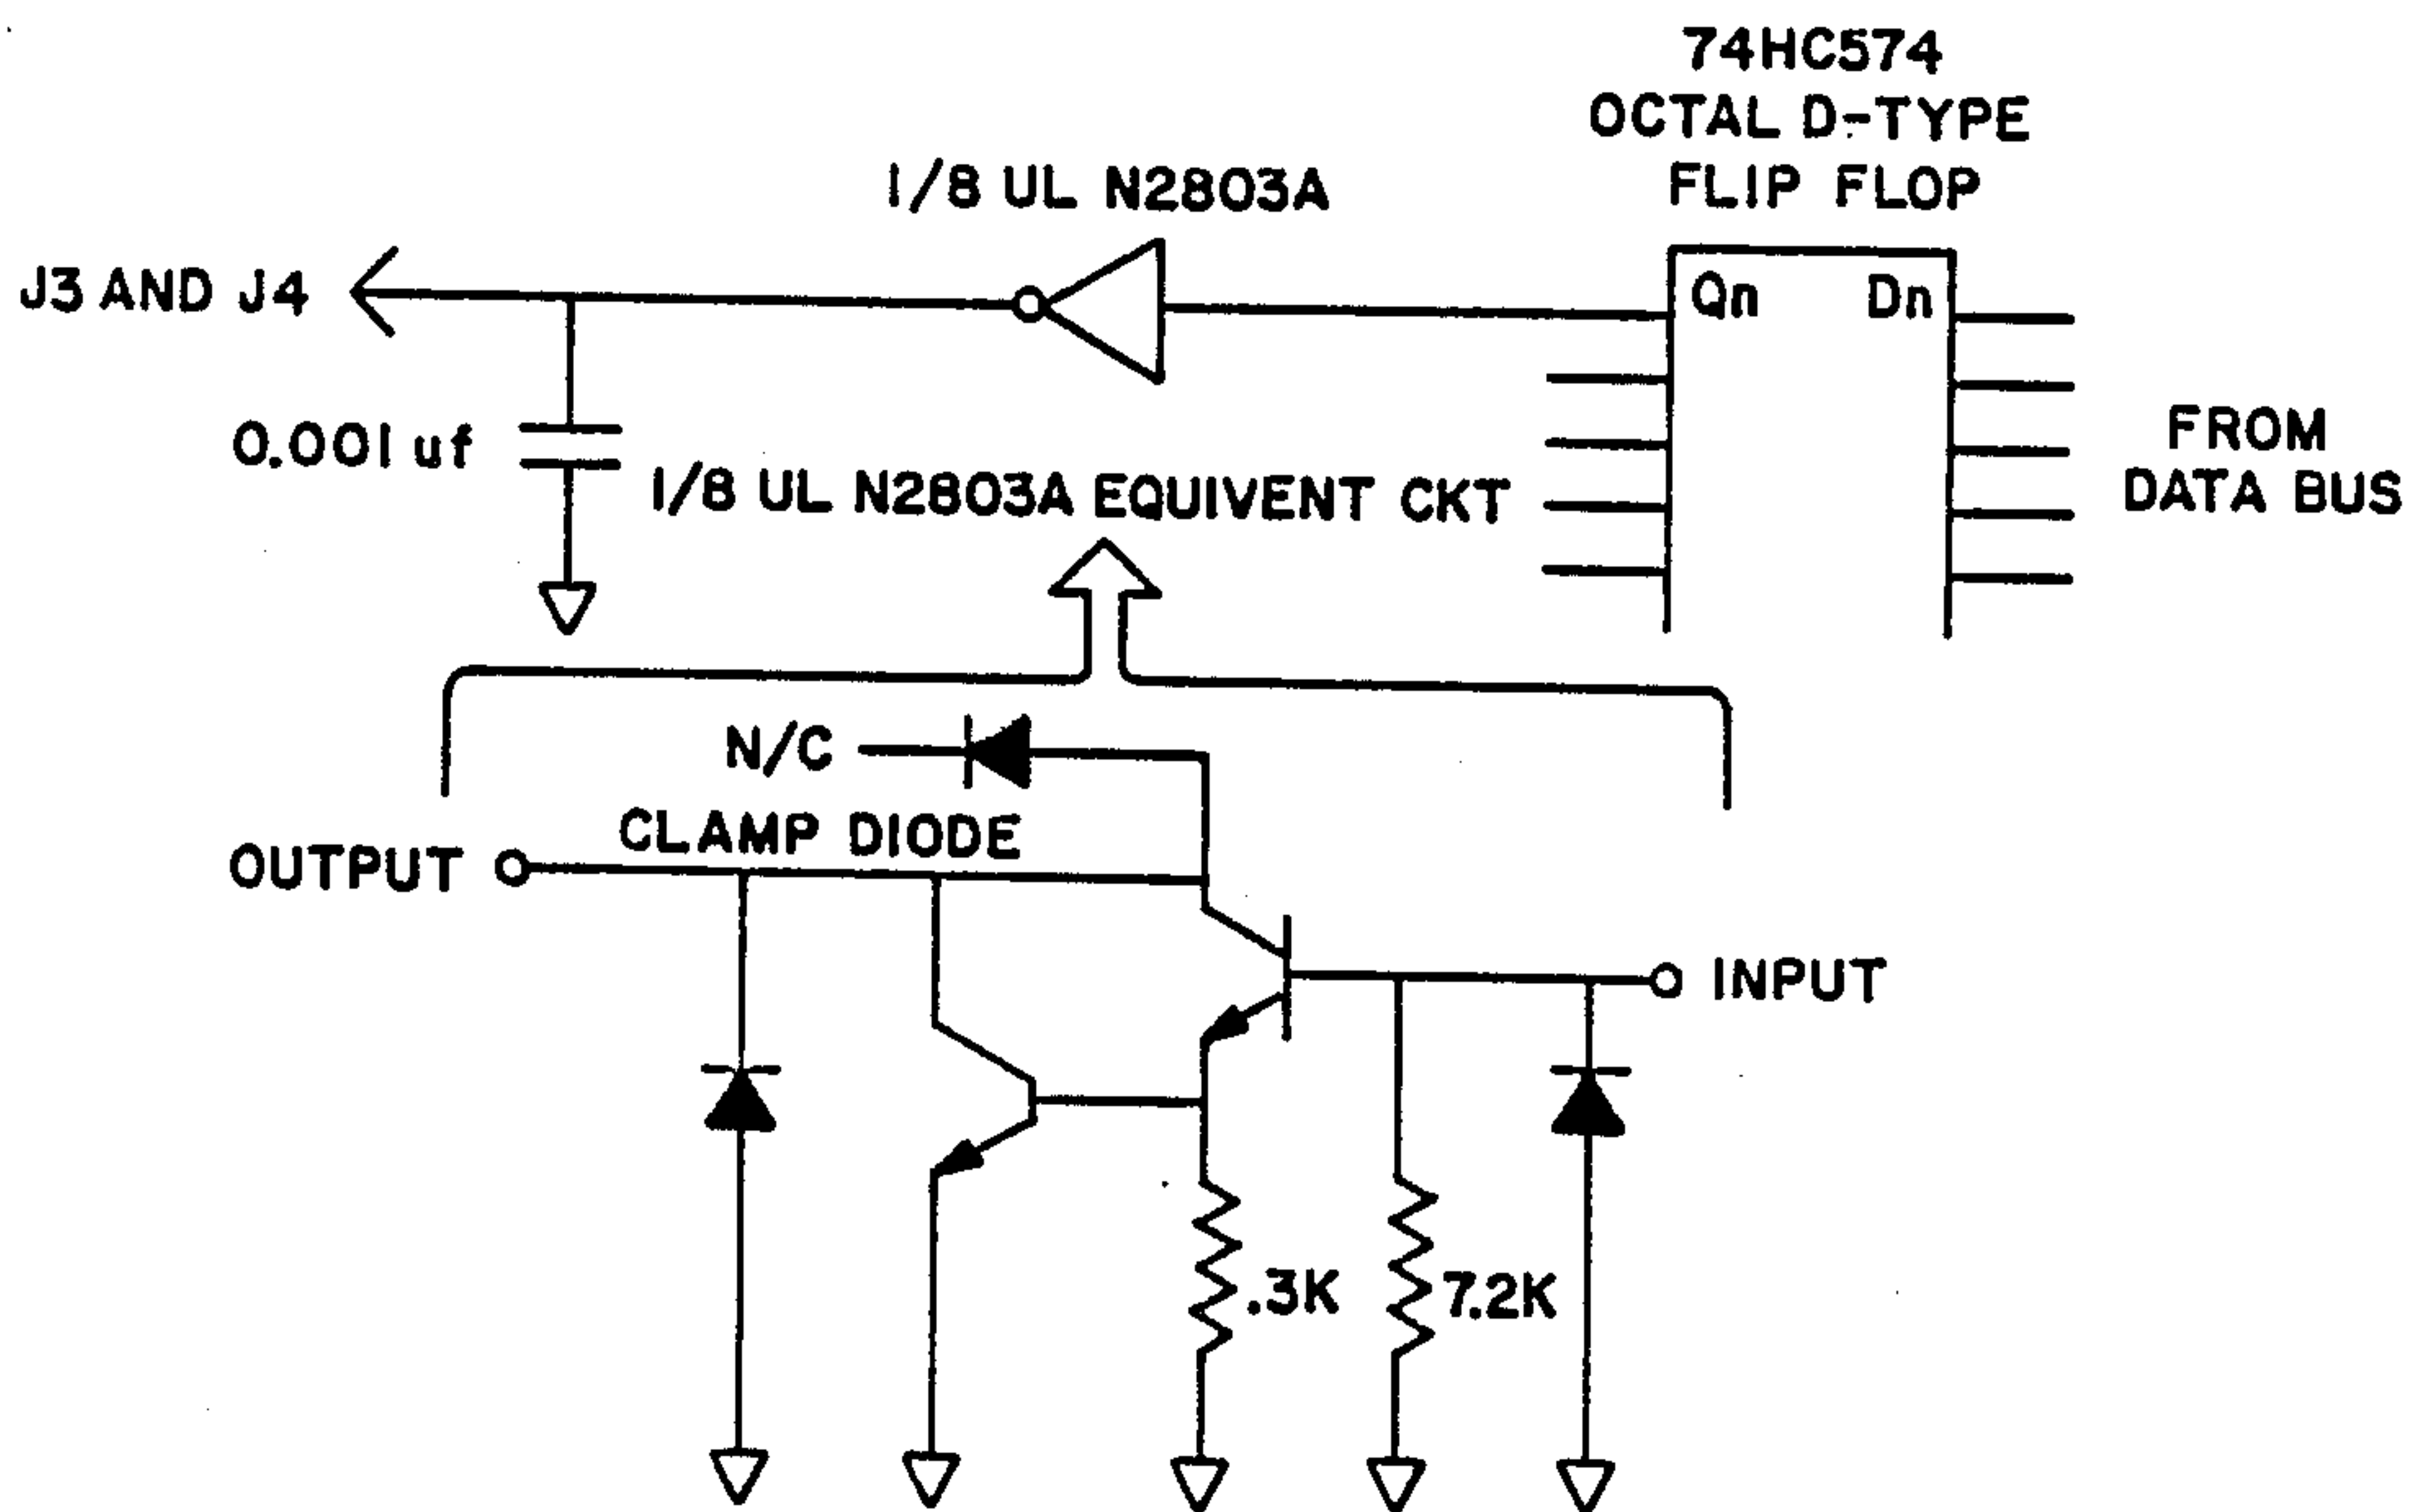 74HC574
OCTAL D-TYPE
FLIP FLOP
1/8 UL N2803A
J3 AND J4
Qn
Dn
0.001 uf
FROM
DATA BUS
1/8 UL N2803A EQUIVENT CKT
N/C
CLAMP DIODE
OUTPUT
INPUT
.3K
7.2K